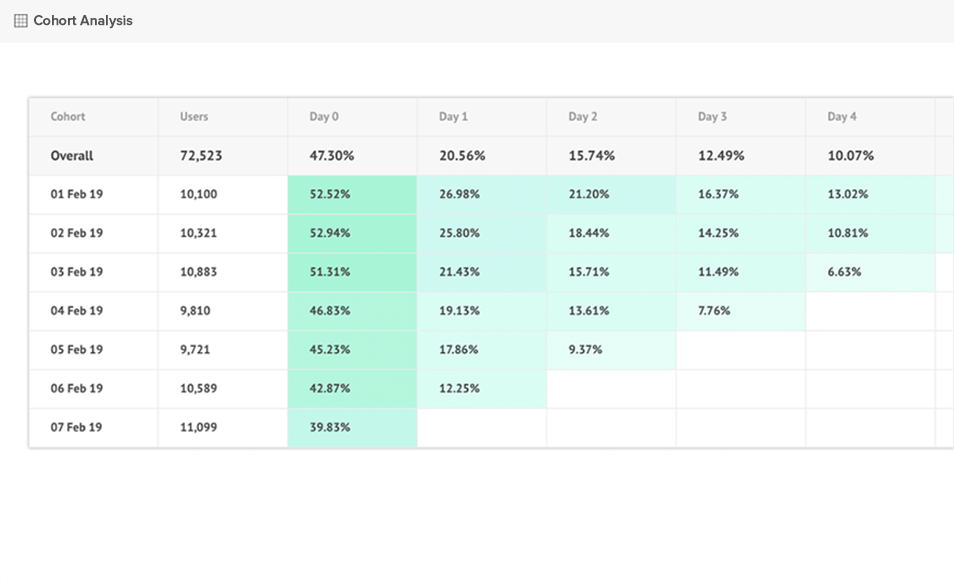 Cohort Analysis
Cohort Users Day 0 Day 1 Day 2 Day 3 Day 4
Overall 72,523 47.30% 20.56% 15.74% 12.49% 10.07%
01 Feb 19 10,100 52.52% 26.98% 21.20% 16.37% 13.02%
02 Feb 19 10,321 52.94% 25.80% 18.44% 14.25% 10.81%
03 Feb 19 10,883 51.31% 21.43% 15.71% 11.49% 6.63%
04 Feb 19 9,810 46.83% 19.13% 13.61% 7.76%
05 Feb 19 9,721 45.23% 17.86% 9.37%
06 Feb 19 10,589 42.87% 12.25%
07 Feb 19 11,099 39.83%